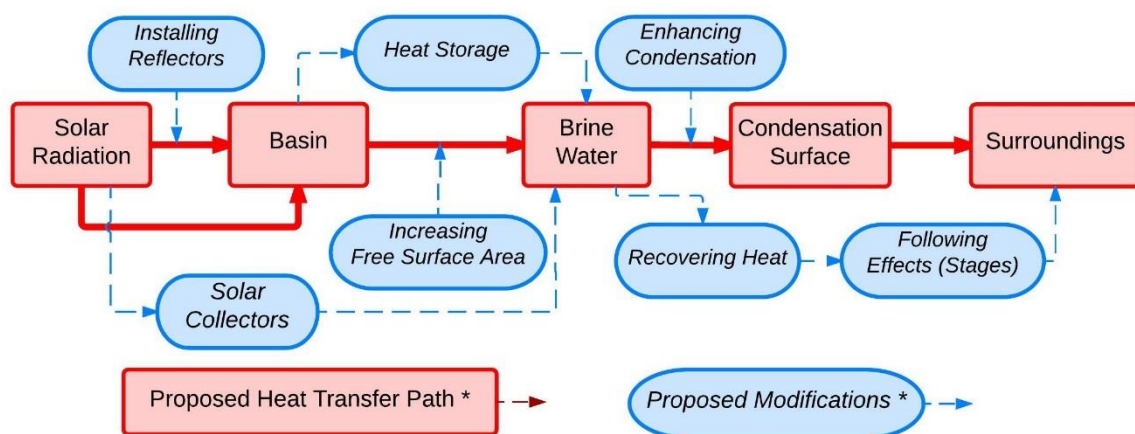 Installing
Reflectors
Heat Storage
Enhancing
Condensation
Solar
Radiation
Basin
Brine
Water
Condensation
Surface
Surroundings
Increasing
Free Surface Area
Recovering Heat
Following
Effects (Stages)
Solar
Collectors
Proposed Heat Transfer Path *
Proposed Modifications *